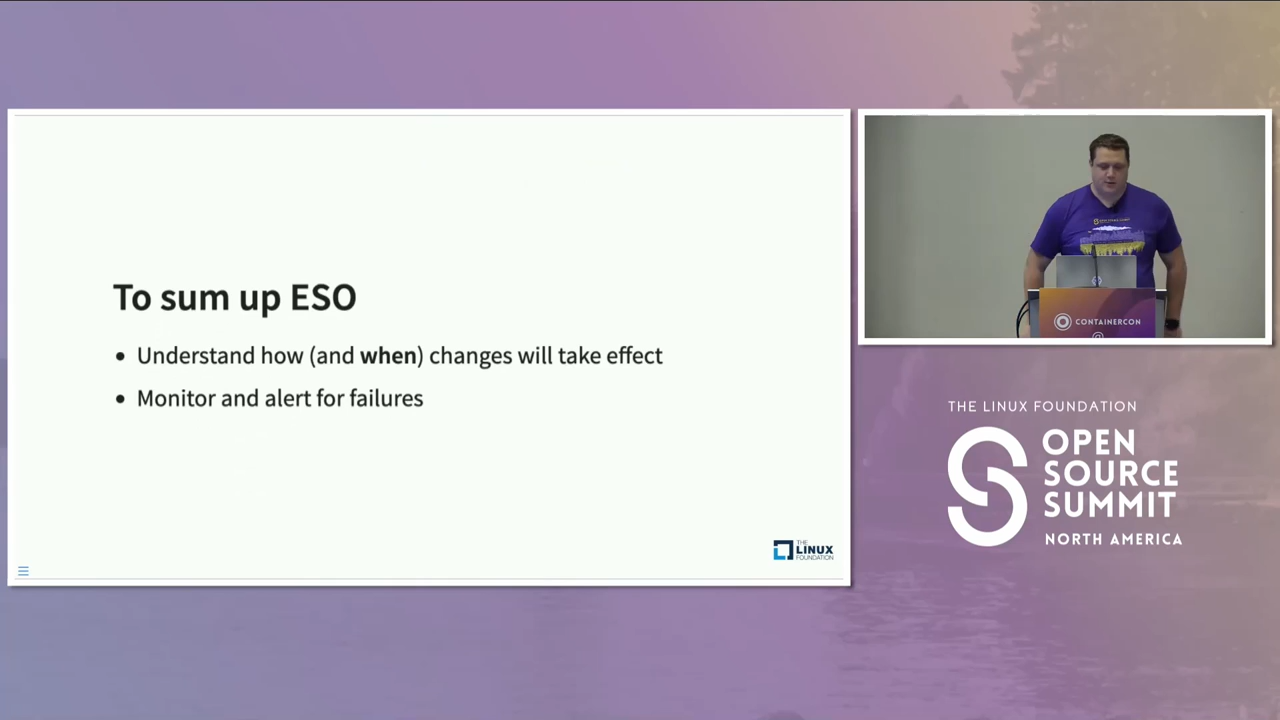 To sum up ESO
• Understand how (and when) changes will take effect
• Monitor and alert for failures
THE
LINUX
FOUNDATION
CONTAINERCON
THE LINUX FOUNDATION
OPEN
SOURCE
SUMMIT
NORTH AMERICA